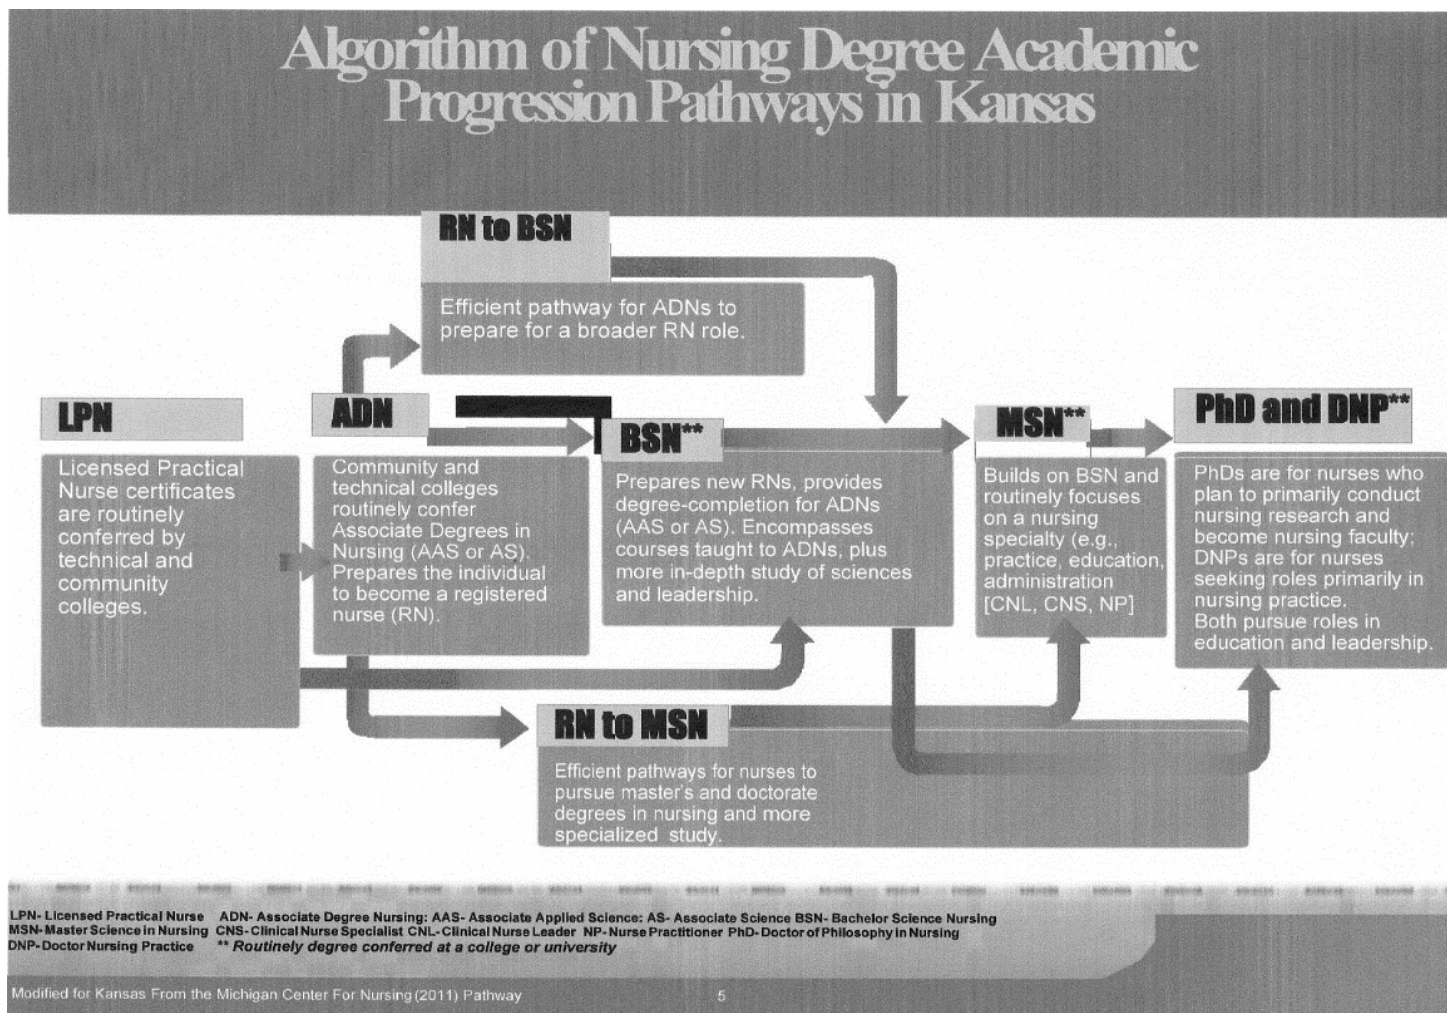 Algorithm of Nursing Degree Academic
Progression Pathways in Kansas
RN to BSN
Efficient pathway for ADNs to
prepare for a broader RN role.
LPN
Licensed Practical
Nurse certificates
are routinely
conferred by
technical and
community
colleges.
ADN
Community and
technical colleges
routinely confer
Associate Degrees in
Nursing (AAS or AS).
Prepares the individual
to become a registered
nurse (RN).
BSN**
Prepares new RNs, provides
degree-completion for ADNs
(AAS or AS). Encompasses
courses taught to ADNs, plus
more in-depth study of sciences
and leadership.
MSN**
Builds on BSN and
routinely focuses
on a nursing
specialty (e.g.,
practice, education,
administration
[CNL, CNS, NP]
PhD and DNP**
PhDs are for nurses who
plan to primarily conduct
nursing research and
become nursing faculty;
DNPs are for nurses
seeking roles primarily in
nursing practice.
Both pursue roles in
education and leadership.
RN to MSN
Efficient pathways for nurses to
pursue master's and doctorate
degrees in nursing and more
specialized study.
LPN- Licensed Practical Nurse ADN- Associate Degree Nursing: AAS- Associate Applied Science: AS- Associate Science BSN- Bachelor Science Nursing
MSN- Master Science in Nursing CNS- Clinical Nurse Specialist CNL- Clinical Nurse Leader NP- Nurse Practitioner PhD- Doctor of Philosophy in Nursing
DNP- Doctor Nursing Practice ** Routinely degree conferred at a college or university
Modified for Kansas From the Michigan Center For Nursing (2011) Pathway
5